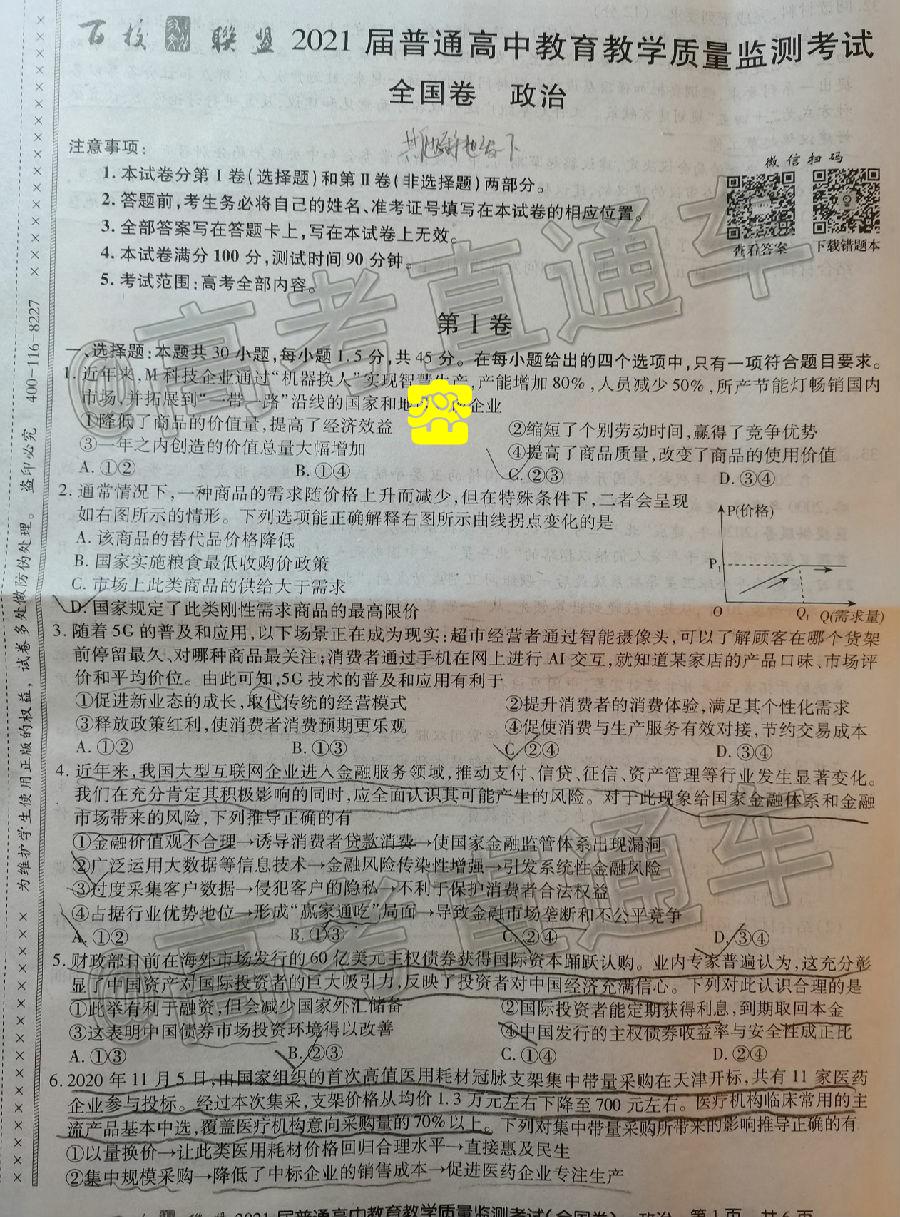 百校 联盟 2021届普通高中教育教学质量监测考试
全国卷 政治
注意事项:
微信扫码
1.本试卷分第Ⅰ卷(选择题)和第Ⅱ卷(非选择题)两部分。
2.答题前,考生务必将自己的姓名、准考证号填写在本试卷的相应位置。
3.全部答案写在答题卡上,写在本试卷上无效。
查看答案 下载错题本
4.本试卷满分100分,测试时间90分钟。
5.考试范围:高考全部内容。
@高考直通车
第Ⅰ卷
一、选择题:本题共30小题,每小题1.5分,共45分。在每小题给出的四个选项中,只有一项符合题目要求。
1.近年来,M科技企业通过“机器换人”实现智慧生产,产能增加80%,人员减少50%,所产节能灯畅销国内
市场,并拓展到“一带一路”沿线的国家和地 企业
①降低了商品的价值量,提高了经济效益 ②缩短了个别劳动时间,赢得了竞争优势
③一年之内创造的价值总量大幅增加 ④提高了商品质量,改变了商品的使用价值
A.①② B.①④ C.②③ D.③④
2.通常情况下,一种商品的需求随价格上升而减少,但在特殊条件下,二者会呈现
如右图所示的情形。下列选项能正确解释右图所示曲线拐点变化的是
A.该商品的替代品价格降低
B.国家实施粮食最低收购价政策
C.市场上此类商品的供给大于需求
D.国家规定了此类刚性需求商品的最高限价
P(价格)
P₁
O Q₁ Q(需求量)
3.随着5G的普及和应用,以下场景正在成为现实:超市经营者通过智能摄像头,可以了解顾客在哪个货架
前停留最久、对哪种商品最关注;消费者通过手机在网上进行AI交互,就知道某家店的产品口味、市场评
价和平均价位。由此可知,5G技术的普及和应用有利于
①促进新业态的成长,取代传统的经营模式 ②提升消费者的消费体验,满足其个性化需求
③释放政策红利,使消费者消费预期更乐观 ④促使消费与生产服务有效对接,节约交易成本
A.①② B.①③ C.②④ D.③④
4.近年来,我国大型互联网企业进入金融服务领域,推动支付、信贷、征信、资产管理等行业发生显著变化。
我们在充分肯定其积极影响的同时,应全面认识其可能产生的风险。对于此现象给国家金融体系和金融
市场带来的风险,下列推导正确的有
①金融价值观不合理→诱导消费者贷款消费→使国家金融监管体系出现漏洞
②广泛运用大数据等信息技术→金融风险传染性增强→引发系统性金融风险
③过度采集客户数据→侵犯客户的隐私→不利于保护消费者合法权益
④占据行业优势地位→形成“赢家通吃”局面→导致金融市场垄断和不公平竞争
A.①② B.①③ C.②④ D.③④
@高考直通车
5.财政部日前在海外市场发行的60亿美元主权债券获得国际资本踊跃认购。业内专家普遍认为,这充分彰
显了中国资产对国际投资者的巨大吸引力,反映了投资者对中国经济充满信心。下列对此认识合理的是
①此举有利于融资,但会减少国家外汇储备 ②国际投资者能定期获得利息,到期取回本金
③这表明中国债券市场投资环境得以改善 ④中国发行的主权债券收益率与安全性成正比
A.①③ B.②③ C.①④ D.②④
6.2020年11月5日,由国家组织的首次高值医用耗材冠脉支架集中带量采购在天津开标,共有11家医药
企业参与投标。经过本次集采,支架价格从均价1.3万元左右下降至700元左右。医疗机构临床常用的主
流产品基本中选,覆盖医疗机构意向采购量的70%以上。下列对集中带量采购所带来的影响推导正确的有
①以量换价→让此类医用耗材价格回归合理水平→直接惠及民生
②集中规模采购→降低了中标企业的销售成本→促进医药企业专注生产
2021届普通高中教育教学质量监测考试(全国卷) 政治 第1页 共6页
为维护学生使用正版的权益,试卷多处做防伪处理。 盗印必究 400-116-8227